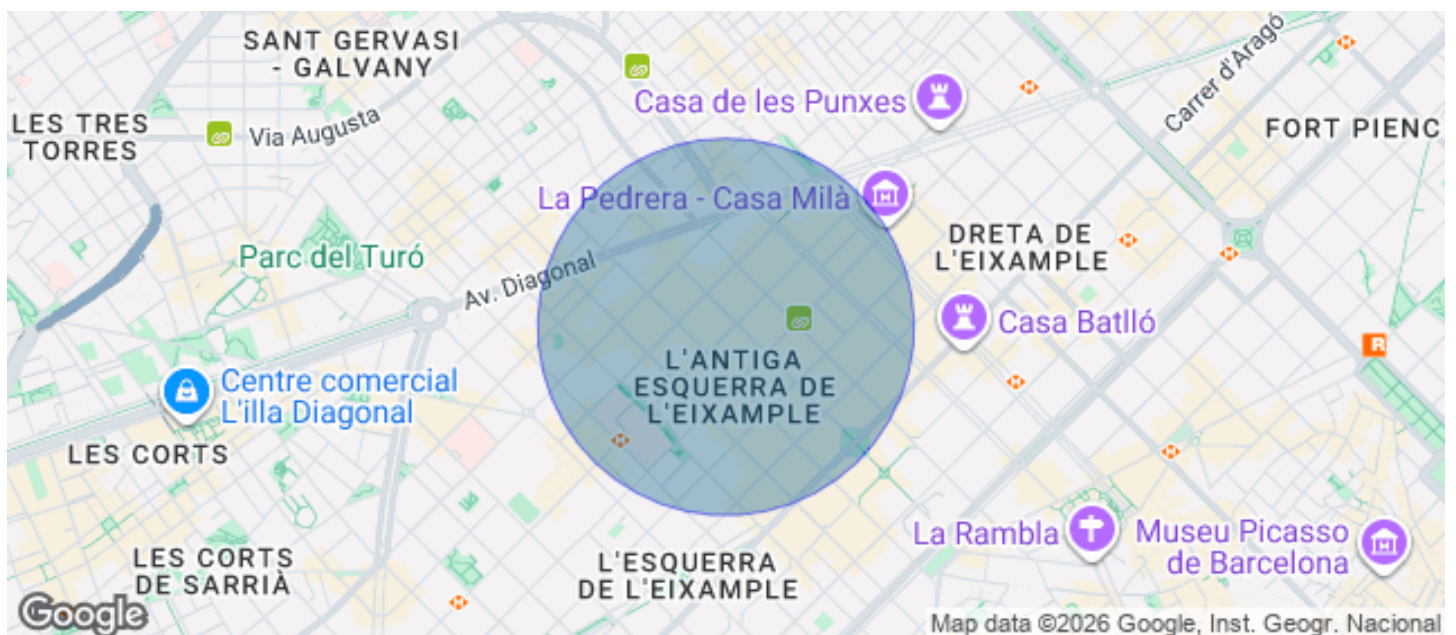 SANT GERVASI
- GALVANY
LES TRES
TORRES
Via Augusta
Casa de les Punxes
Carrer d'Aragó
FORT PIENC
La Pedrera - Casa Milà
DRETA DE
L'EIXAMPLE
Parc del Turó
Av. Diagonal
Casa Batlló
L'ANTIGA
ESQUERRA DE
L'EIXAMPLE
Centre comercial
L'illa Diagonal
LES CORTS
R
La Rambla
Museu Picasso
de Barcelona
LES CORTS
DE SARRIÀ
L'ESQUERRA
DE L'EIXAMPLE
Google
Map data ©2026 Google, Inst. Geogr. Nacional